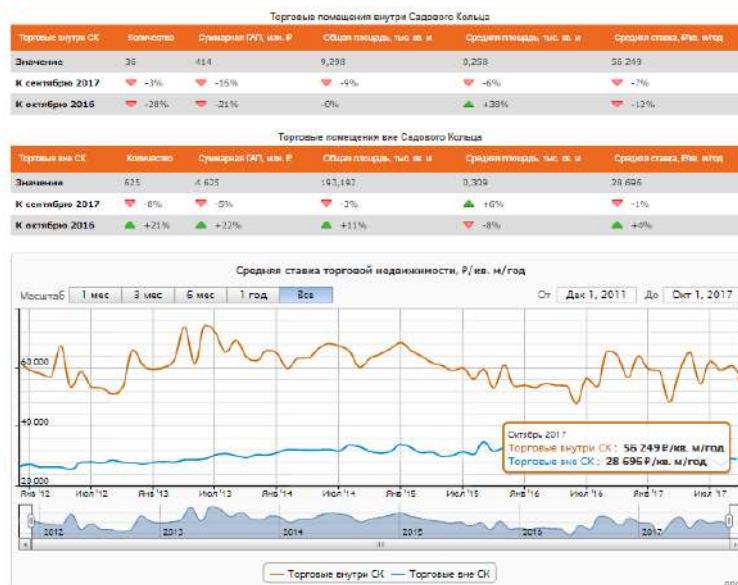 Торговые помещения внутри Садового Кольца
Торговые внутри СК Количество Суммарная ГАП, млн. ₽ Общая площадь, тыс. кв. м Средняя площадь, тыс. кв. м Средняя ставка, ₽/кв. м/год
Значение 36 414 9,298 0,258 56 249
К сентябрю 2017 -3% -15% -9% -6% -7%
К октябрю 2016 -28% -21% -0% +38% -12%
Торговые помещения вне Садового Кольца
Торговые вне СК Количество Суммарная ГАП, млн. ₽ Общая площадь, тыс. кв. м Средняя площадь, тыс. кв. м Средняя ставка, ₽/кв. м/год
Значение 625 4 625 193,192 0,309 28 696
К сентябрю 2017 -8% -5% -3% +6% -1%
К октябрю 2016 +21% +22% +11% -8% +4%
Средняя ставка торговой недвижимости, ₽/кв. м/год
Масштаб 1 мес 3 мес 6 мес 1 год Все От Дек 1, 2011 До Окт 1, 2017
60 000
40 000
20 000
Октябрь 2017
Торговые внутри СК: 56 249 ₽/кв. м/год
Торговые вне СК: 28 696 ₽/кв. м/год
Янв '12 Июл '12 Янв '13 Июл '13 Янв '14 Июл '14 Янв '15 Июл '15 Янв '16 Июл '16 Янв '17 Июл '17
2012 2013 2014 2015 2016 2017
Торговые внутри СК Торговые вне СК